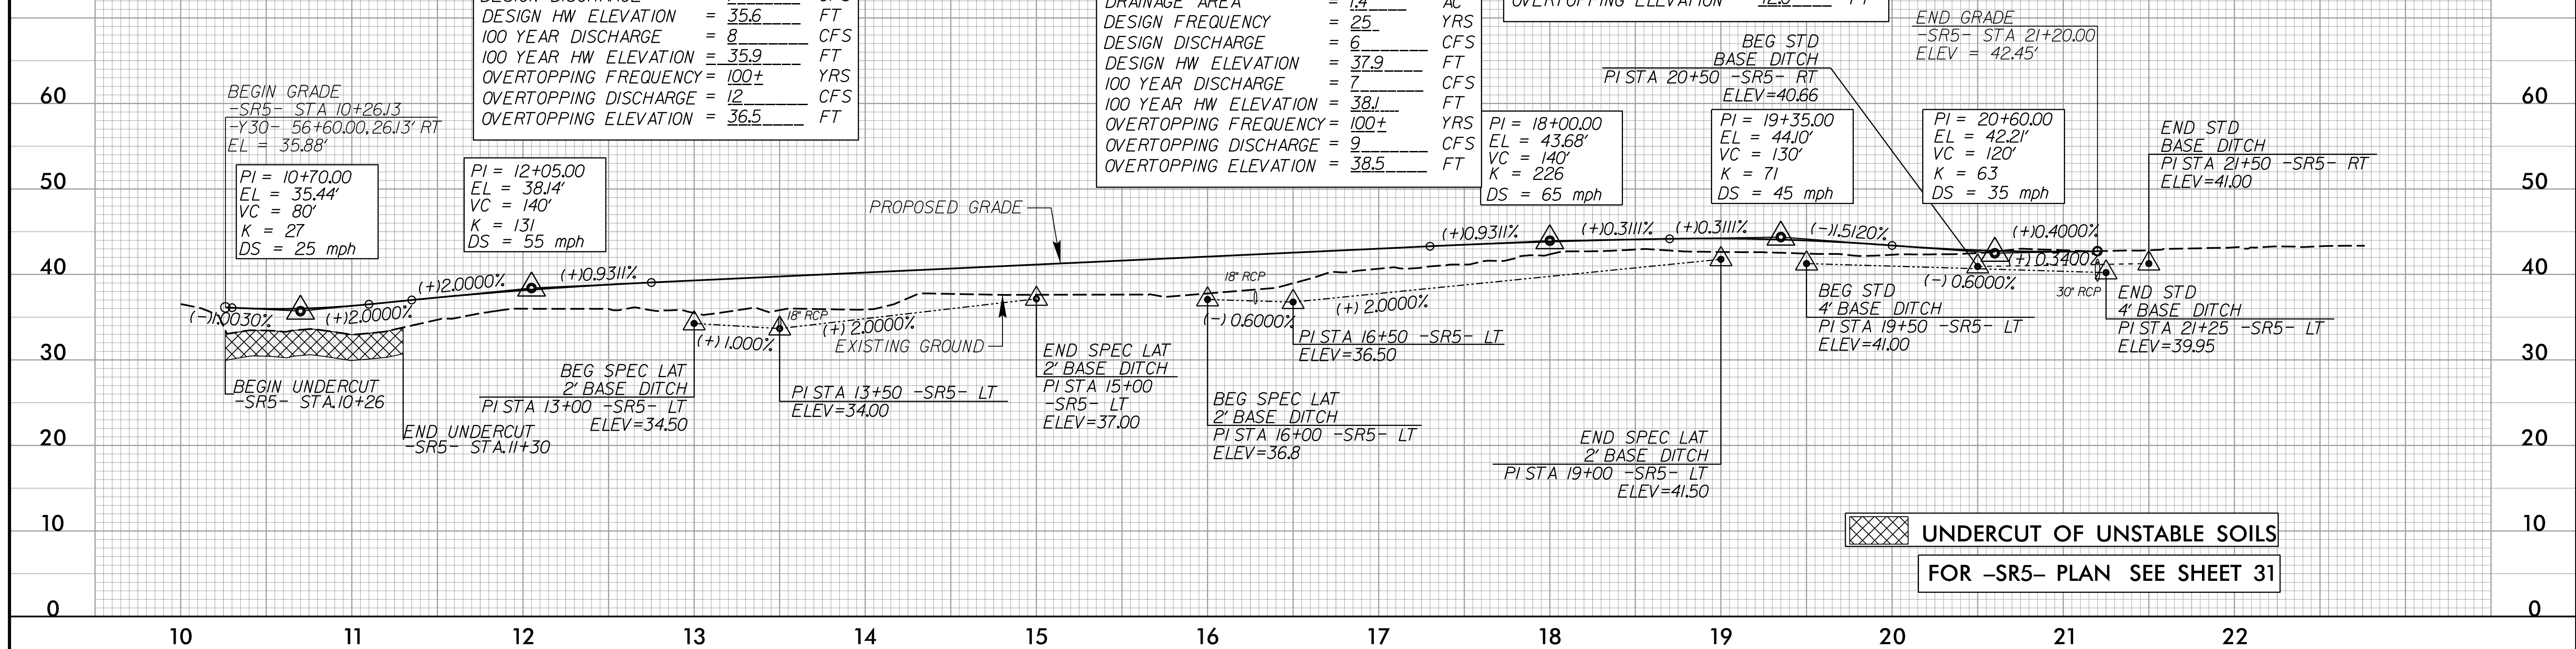 DESIGN HW ELEVATION = 35.6 FT
100 YEAR DISCHARGE = 8 CFS
100 YEAR HW ELEVATION = 35.9 FT
OVERTOPPING FREQUENCY = 100+ YRS
OVERTOPPING DISCHARGE = 12 CFS
OVERTOPPING ELEVATION = 36.5 FT
DRAINAGE AREA = 1.4 AC
DESIGN FREQUENCY = 25 YRS
DESIGN DISCHARGE = 6 CFS
DESIGN HW ELEVATION = 37.9 FT
100 YEAR DISCHARGE = 7 CFS
100 YEAR HW ELEVATION = 38.1 FT
OVERTOPPING FREQUENCY = 100+ YRS
OVERTOPPING DISCHARGE = 9 CFS
OVERTOPPING ELEVATION = 38.5 FT
BEGIN GRADE
-SR5- STA 10+26.13
-Y30- 56+60.00, 26.13' RT
EL = 35.88'
PI = 10+70.00
EL = 35.44'
VC = 80'
K = 27
DS = 25 mph
PI = 12+05.00
EL = 38.14'
VC = 140'
K = 131
DS = 55 mph
PI = 18+00.00
EL = 43.68'
VC = 140'
K = 226
DS = 65 mph
PI = 19+35.00
EL = 44.10'
VC = 130'
K = 71
DS = 45 mph
PI = 20+60.00
EL = 42.21'
VC = 120'
K = 63
DS = 35 mph
BEG STD
BASE DITCH
PI STA 20+50 -SR5- RT
ELEV=40.66
END GRADE
-SR5- STA 21+20.00
ELEV = 42.45'
END STD
BASE DITCH
PI STA 21+50 -SR5- RT
ELEV=41.00
PROPOSED GRADE
(-)1.0030%
(+)2.0000%
(+)2.0000%
(+)0.9311%
(+)0.9311%
(+)0.3111%
(+)0.3111%
(-)1.5120%
(+)0.4000%
(+)0.3400%
(-)0.6000%
18" RCP
(+)1.000%
(+)2.0000%
EXISTING GROUND
18" RCP
(-)0.6000%
(+)2.0000%
30" RCP
BEGIN UNDERCUT
-SR5- STA.10+26
END UNDERCUT
-SR5- STA.11+30
BEG SPEC LAT
2' BASE DITCH
PI STA 13+00 -SR5- LT
ELEV=34.50
PI STA 13+50 -SR5- LT
ELEV=34.00
END SPEC LAT
2' BASE DITCH
PI STA 15+00
-SR5- LT
ELEV=37.00
BEG SPEC LAT
2' BASE DITCH
PI STA 16+00 -SR5- LT
ELEV=36.8
PI STA 16+50 -SR5- LT
ELEV=36.50
END SPEC LAT
2' BASE DITCH
PI STA 19+00 -SR5- LT
ELEV=41.50
BEG STD
4' BASE DITCH
PI STA 19+50 -SR5- LT
ELEV=41.00
END STD
4' BASE DITCH
PI STA 21+25 -SR5- LT
ELEV=39.95
UNDERCUT OF UNSTABLE SOILS
FOR –SR5– PLAN SEE SHEET 31
60 60
50 50
40 40
30 30
20 20
10 10
0 0
10 11 12 13 14 15 16 17 18 19 20 21 22